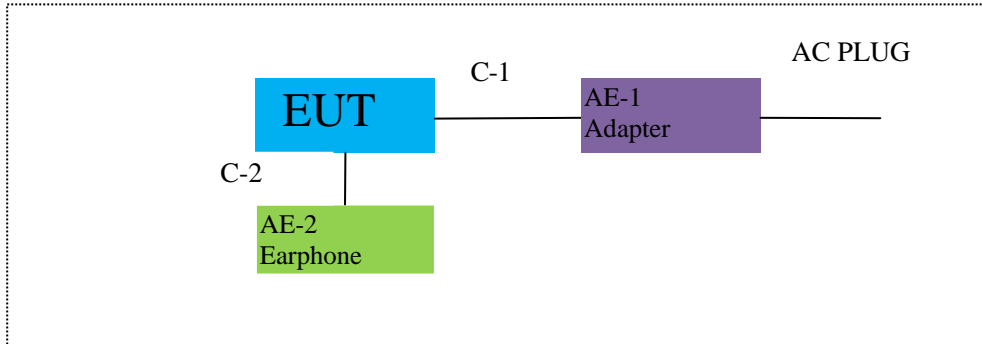 AC PLUG
C-1
EUT
AE-1
Adapter
C-2
AE-2
Earphone